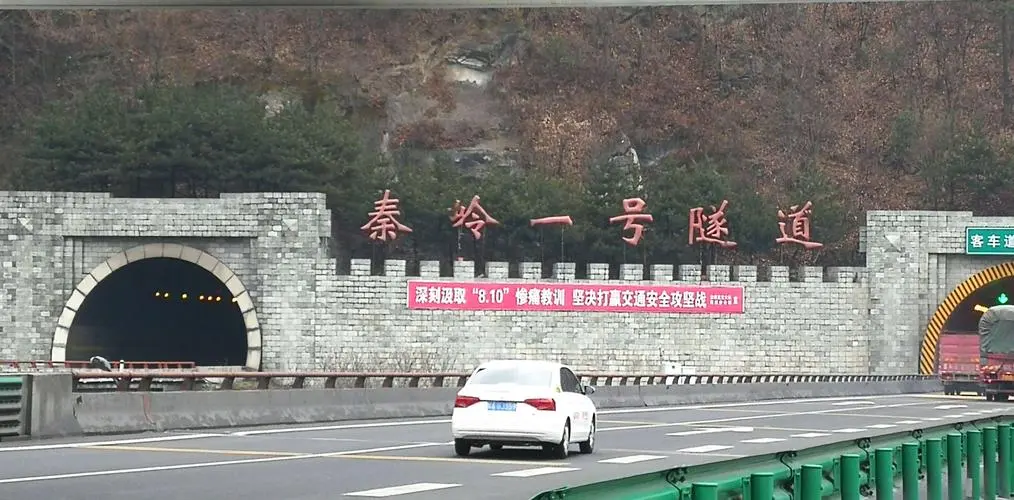 秦岭一号隧道
客车道
深刻汲取“8.10”惨痛教训 坚决打赢交通安全攻坚战